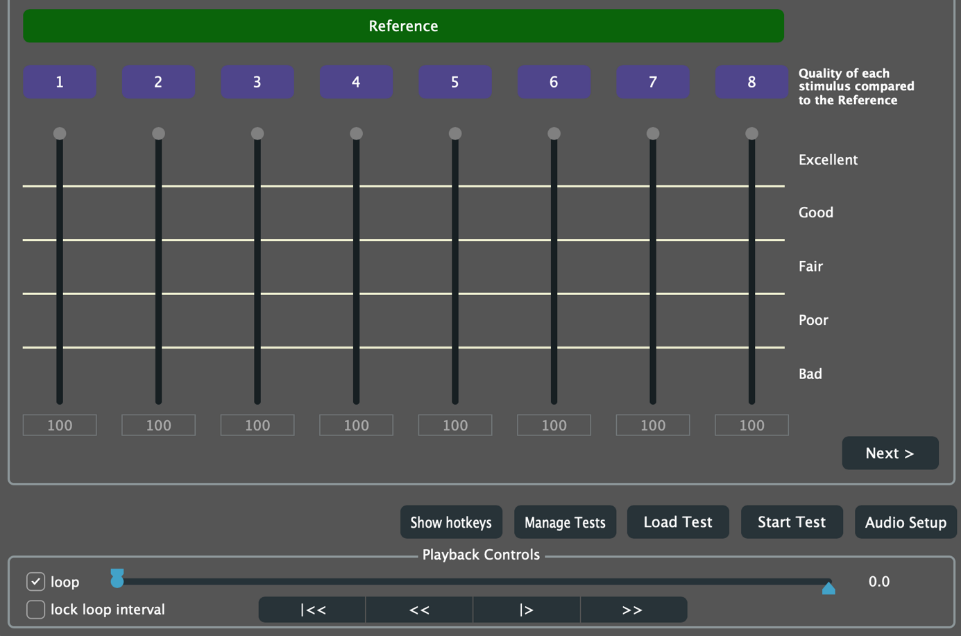 Reference
1 2 3 4 5 6 7 8
Quality of each
stimulus compared
to the Reference
Excellent
Good
Fair
Poor
Bad
100 100 100 100 100 100 100 100
Next >
Show hotkeys Manage Tests Load Test Start Test Audio Setup
Playback Controls
loop 0.0
lock loop interval |<< << |> >>